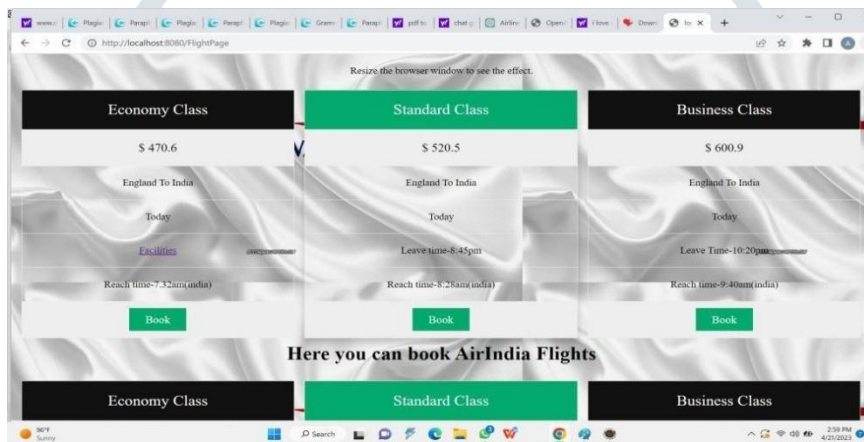 http://localhost:8080/FlightPage
Resize the browser window to see the effect.
Economy Class
$ 470.6
England To India
Today
Facilities
Reach time-7.32am(india)
Book
Standard Class
$ 520.5
England To India
Today
Leave time-8:45pm
Reach time-8:28am(india)
Book
Business Class
$ 600.9
England To India
Today
Leave Time-10:20pm
Reach time-9:40am(india)
Book
Here you can book AirIndia Flights
Economy Class
Standard Class
Business Class
Sunny
Search
2:59 PM